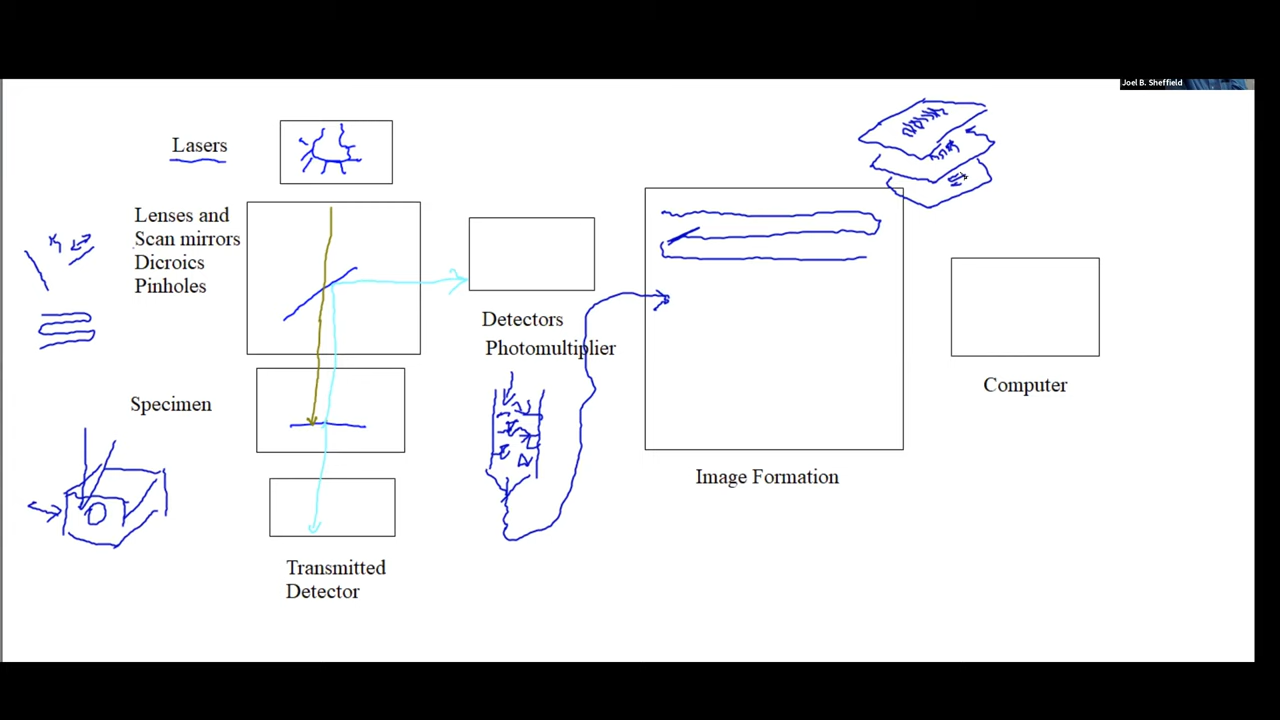 Joel B. Sheffield
Lasers
Lenses and
Scan mirrors
Dicroics
Pinholes
Detectors
Photomultiplier
Computer
Specimen
Image Formation
Transmitted
Detector